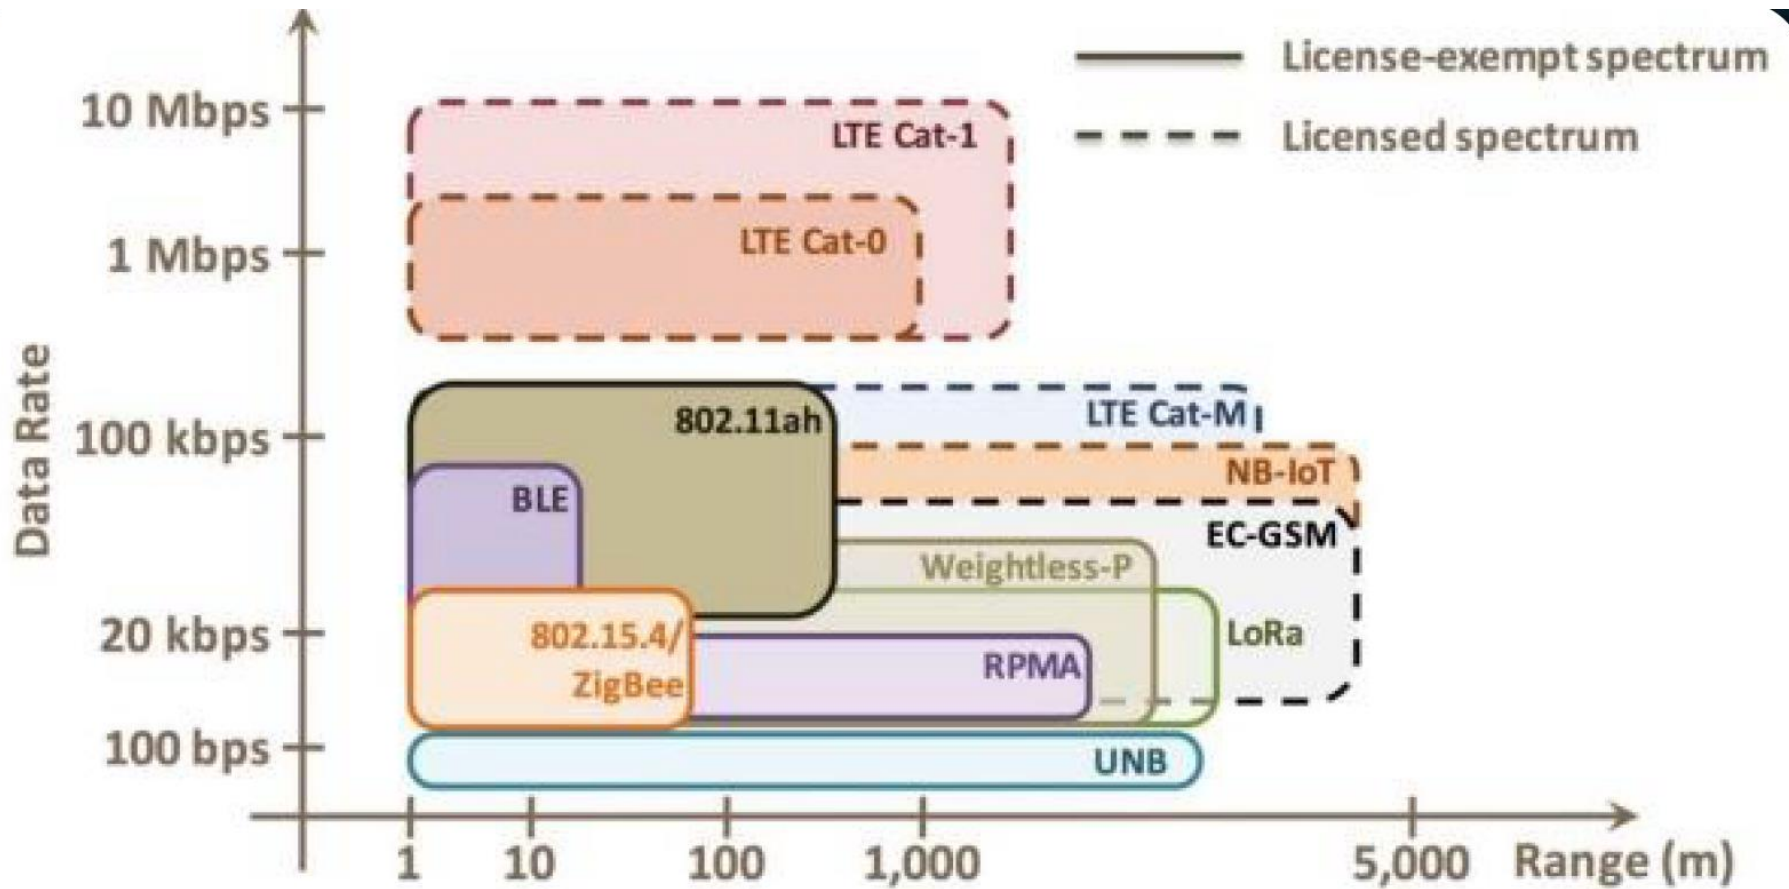 License-exempt spectrum
Licensed spectrum
10 Mbps
LTE Cat-1
LTE Cat-0
1 Mbps
Data Rate
100 kbps
802.11ah
LTE Cat-M
NB-IoT
BLE
EC-GSM
Weightless-P
20 kbps
802.15.4/
ZigBee
RPMA
LoRa
100 bps
UNB
1 10 100 1,000 5,000 Range (m)